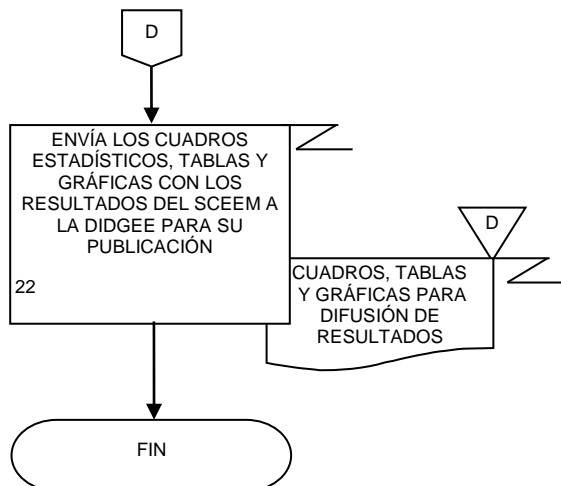 D
ENVÍA LOS CUADROS
ESTADÍSTICOS, TABLAS Y
GRÁFICAS CON LOS
RESULTADOS DEL SCEEM A
LA DIDGEE PARA SU
PUBLICACIÓN
22
D
CUADROS, TABLAS
Y GRÁFICAS PARA
DIFUSIÓN DE
RESULTADOS
FIN